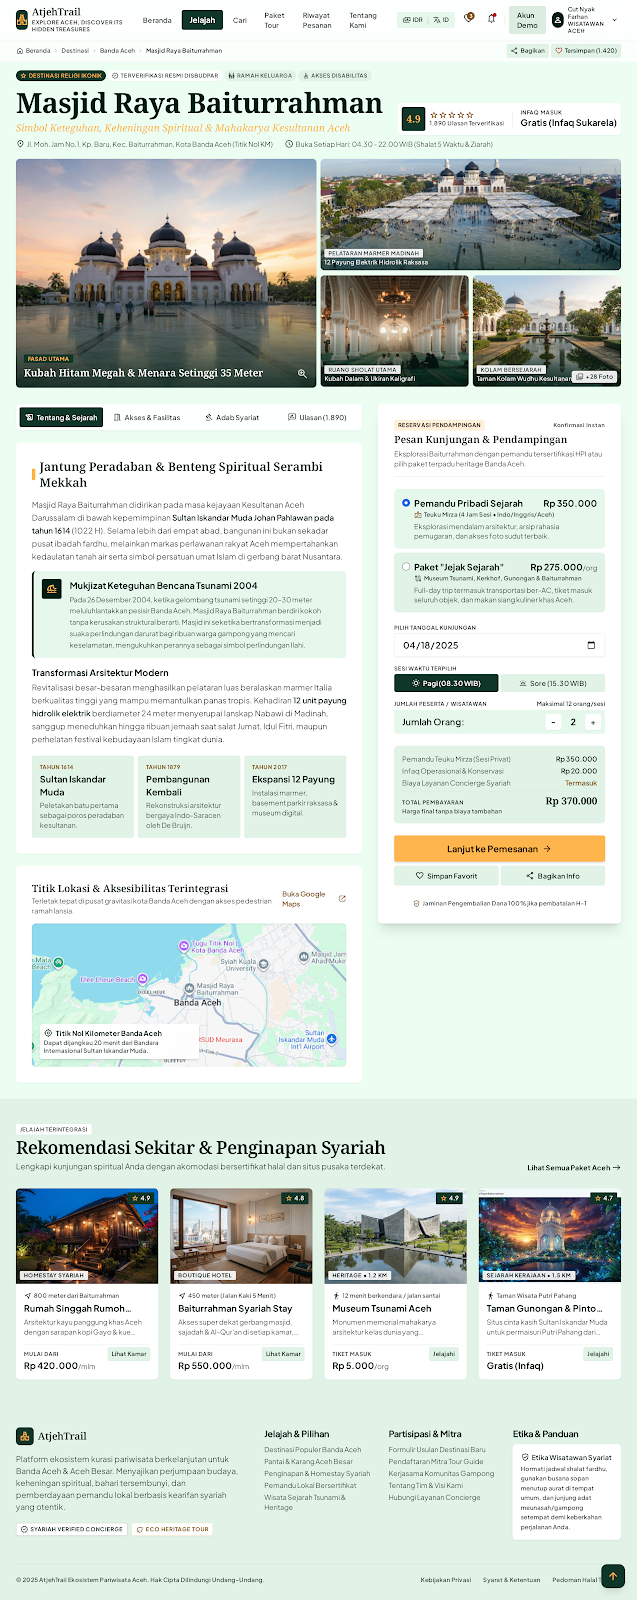 AtjehTrail
EXPLORE ACEH, DISCOVER ITS
HIDDEN TREASURES
Beranda
Jelajah
Cari
Paket
Tour
Riwayat
Pesanan
Tentang
Kami
IDR
ID
3
Akun
Demo
Cut Nyak
Farhan
WISATAWAN
ACEH
Beranda > Destinasi > Banda Aceh > Masjid Raya Baiturrahman
Bagikan
Tersimpan (1.420)
DESTINASI RELIGI IKONIK
TERVERIFIKASI RESMI DISBUDPAR
RAMAH KELUARGA
AKSES DISABILITAS
Masjid Raya Baiturrahman
Simbol Keteguhan, Keheningan Spiritual & Mahakarya Kesultanan Aceh
Jl. Moh. Jam No. 1, Kp. Baru, Kec. Baiturrahman, Kota Banda Aceh (Titik Nol KM)
Buka Setiap Hari: 04.30 - 22.00 WIB (Shalat 5 Waktu & Ziarah)
4.9
1.890 Ulasan Terverifikasi
INFAQ MASUK
Gratis (Infaq Sukarela)
FASAD UTAMA
Kubah Hitam Megah & Menara Setinggi 35 Meter
PELATARAN MARMER MADINAH
12 Payung Elektrik Hidrolik Raksasa
RUANG SHOLAT UTAMA
Kubah Dalam & Ukiran Kaligrafi
KOLAM BERSEJARAH
Taman Kolam Wudhu Kesultanan
+28 Foto
Tentang & Sejarah
Akses & Fasilitas
Adab Syariat
Ulasan (1.890)
Jantung Peradaban & Benteng Spiritual Serambi
Mekkah
Masjid Raya Baiturrahman didirikan pada masa kejayaan Kesultanan Aceh
Darussalam di bawah kepemimpinan Sultan Iskandar Muda Johan Pahlawan pada
tahun 1614 (1022 H). Selama lebih dari empat abad, bangunan ini bukan sekadar
pusat ibadah fardhu, melainkan markas perlawanan rakyat Aceh mempertahankan
kedaulatan tanah air serta simbol persatuan umat Islam di gerbang barat Nusantara.
Mukjizat Keteguhan Bencana Tsunami 2004
Pada 26 Desember 2004, ketika gelombang tsunami setinggi 20-30 meter
meluluhlantakkan pesisir Banda Aceh, Masjid Raya Baiturrahman berdiri kokoh
tanpa kerusakan struktural berarti. Masjid ini seketika bertransformasi menjadi
suaka perlindungan darurat bagi ribuan warga gampong yang mencari
keselamatan, mengukuhkan perannya sebagai simbol perlindungan Ilahi.
Transformasi Arsitektur Modern
Revitalisasi besar-besaran menghasilkan pelataran luas beralaskan marmer Italia
berkualitas tinggi yang mampu memantulkan panas tropis. Kehadiran 12 unit payung
hidrolik elektrik berdiameter 24 meter menyerupai lanskap Nabawi di Madinah,
sanggup meneduhkan hingga ribuan jemaah saat salat Jumat, Idul Fitri, maupun
perhelatan festival kebudayaan Islam tingkat dunia.
TAHUN 1614
Sultan Iskandar
Muda
Peletakan batu pertama
sebagai poros peradaban
kesultanan.
TAHUN 1879
Pembangunan
Kembali
Rekonstruksi arsitektur
bergaya Indo-Saracen
oleh De Bruijn.
TAHUN 2017
Ekspansi 12 Payung
Instalasi marmer,
basement parkir raksasa &
museum digital.
Titik Lokasi & Aksesibilitas Terintegrasi
Terletak tepat di pusat gravitasi kota Banda Aceh dengan akses pedestrian
ramah lansia.
Buka Google
Maps
Tugu Titik Nol
Kota Banda Aceh
Syiah Kuala
University
Masjid Jam
Ahad Mukir
u Mata
Beach
Ulee Lheue Beach
Masjid Raya
Baiturrahman
Banda Aceh
RSUD Meuraxa
Sultan
Iskandar Muda
Int'l Airport
Titik Nol Kilometer Banda Aceh
Dapat dijangkau 20 menit dari Bandara
Internasional Sultan Iskandar Muda.
RESERVASI PENDAMPINGAN
Konfirmasi Instan
Pesan Kunjungan & Pendampingan
Eksplorasi Baiturrahman dengan pemandu tersertifikasi HPI atau
pilih paket terpadu heritage Banda Aceh.
Pemandu Pribadi Sejarah
Rp 350.000
Teuku Mirza (4 Jam Sesi • Indo/Inggris/Aceh)
Eksplorasi mendalam arsitektur, arsip rahasia
pemugaran, dan akses foto sudut terbaik.
Paket "Jejak Sejarah"
Rp 275.000/org
Museum Tsunami, Kerkhof, Gunongan & Baiturrahman
Full-day trip termasuk transportasi ber-AC, tiket masuk
seluruh objek, dan makan siang kuliner khas Aceh.
PILIH TANGGAL KUNJUNGAN
04/18/2025
SESI WAKTU TERPILIH
Pagi (08.30 WIB)
Sore (15.30 WIB)
JUMLAH PESERTA / WISATAWAN
Maksimal 12 orang/sesi
Jumlah Orang:
- 2 +
Pemandu Teuku Mirza (Sesi Privat)
Rp 350.000
Infaq Operasional & Konservasi
Rp 20.000
Biaya Layanan Concierge Syariah
Termasuk
TOTAL PEMBAYARAN
Rp 370.000
Harga final tanpa biaya tambahan
Lanjut ke Pemesanan →
Simpan Favorit
Bagikan Info
Jaminan Pengembalian Dana 100% jika pembatalan H-1
JELAJAH TERINTEGRASI
Rekomendasi Sekitar & Penginapan Syariah
Lengkapi kunjungan spiritual Anda dengan akomodasi bersertifikat halal dan situs pusaka terdekat.
Lihat Semua Paket Aceh →
4.9
HOMESTAY SYARIAH
800 meter dari Baiturrahman
Rumah Singgah Rumoh...
Arsitektur kayu panggung khas Aceh
dengan sarapan kopi Gayo & kue...
MULAI DARI
Rp 420.000/mlm
Lihat Kamar
4.8
BOUTIQUE HOTEL
450 meter (Jalan Kaki 5 Menit)
Baiturrahman Syariah Stay
Akses super dekat gerbang masjid,
sajadah & Al-Qur'an di setiap kamar,...
MULAI DARI
Rp 550.000/mlm
Lihat Kamar
4.9
HERITAGE • 1.2 KM
12 menit berkendara / jalan santai
Museum Tsunami Aceh
Monumen memorial mahakarya
arsitektur kelas dunia yang...
TIKET MASUK
Rp 5.000/org
Jelajahi
4.7
SEJARAH KERAJAAN • 1.5 KM
Taman Wisata Putri Pahang
Taman Gunongan & Pinto...
Situs cinta kasih Sultan Iskandar Muda
untuk permaisuri Putri Pahang dari...
TIKET MASUK
Gratis (Infaq)
Jelajahi
AtjehTrail
Platform ekosistem kurasi pariwisata berkelanjutan untuk
Banda Aceh & Aceh Besar. Menyajikan perjumpaan budaya,
keheningan spiritual, bahari tersembunyi, dan
pemberdayaan pemandu lokal berbasis kearifan syariah
yang otentik.
SYARIAH VERIFIED CONCIERGE
ECO HERITAGE TOUR
Jelajah & Pilihan
Destinasi Populer Banda Aceh
Pantai & Karang Aceh Besar
Penginapan & Homestay Syariah
Pemandu Lokal Bersertifikat
Wisata Sejarah Tsunami &
Heritage
Partisipasi & Mitra
Formulir Usulan Destinasi Baru
Pendaftaran Mitra Tour Guide
Kerjasama Komunitas Gampong
Tentang Tim & Visi Kami
Hubungi Layanan Concierge
Etika & Panduan
Etika Wisatawan Syariat
Hormati jadwal shalat fardhu,
gunakan busana sopan
menutup aurat di tempat
umum, dan junjung adat
meunasah/gampong
setempat demi keberkahan
perjalanan Anda.
© 2025 AtjehTrail Ekosistem Pariwisata Aceh. Hak Cipta Dilindungi Undang-Undang.
Kebijakan Privasi
Syarat & Ketentuan
Pedoman Halal T